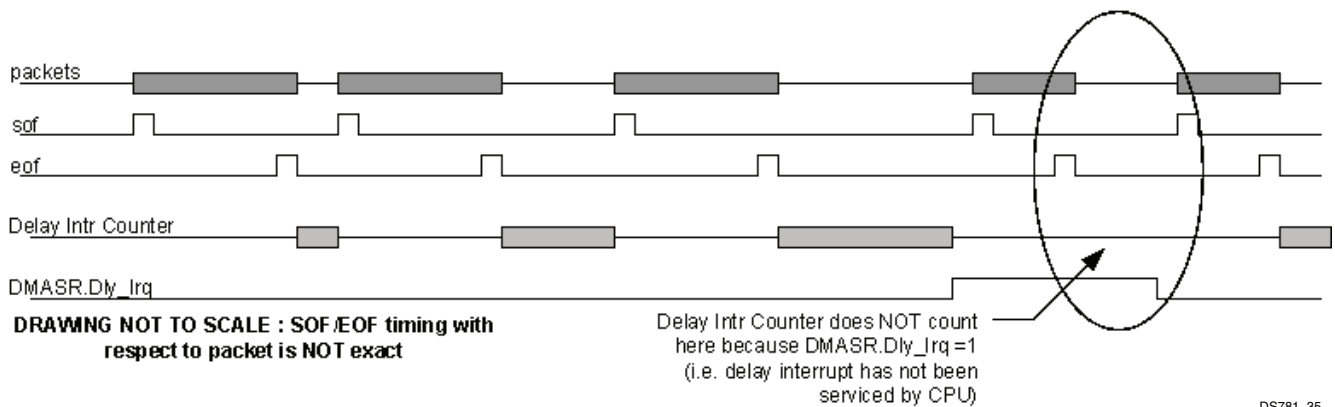 packets
sof
eof
Delay Intr Counter
DMASR.Dly_Irq
DRAWING NOT TO SCALE : SOF/EOF timing with
respect to packet is NOT exact
Delay Intr Counter does NOT count
here because DMASR.Dly_Irq =1
(i.e. delay interrupt has not been
serviced by CPU)
DS781_35